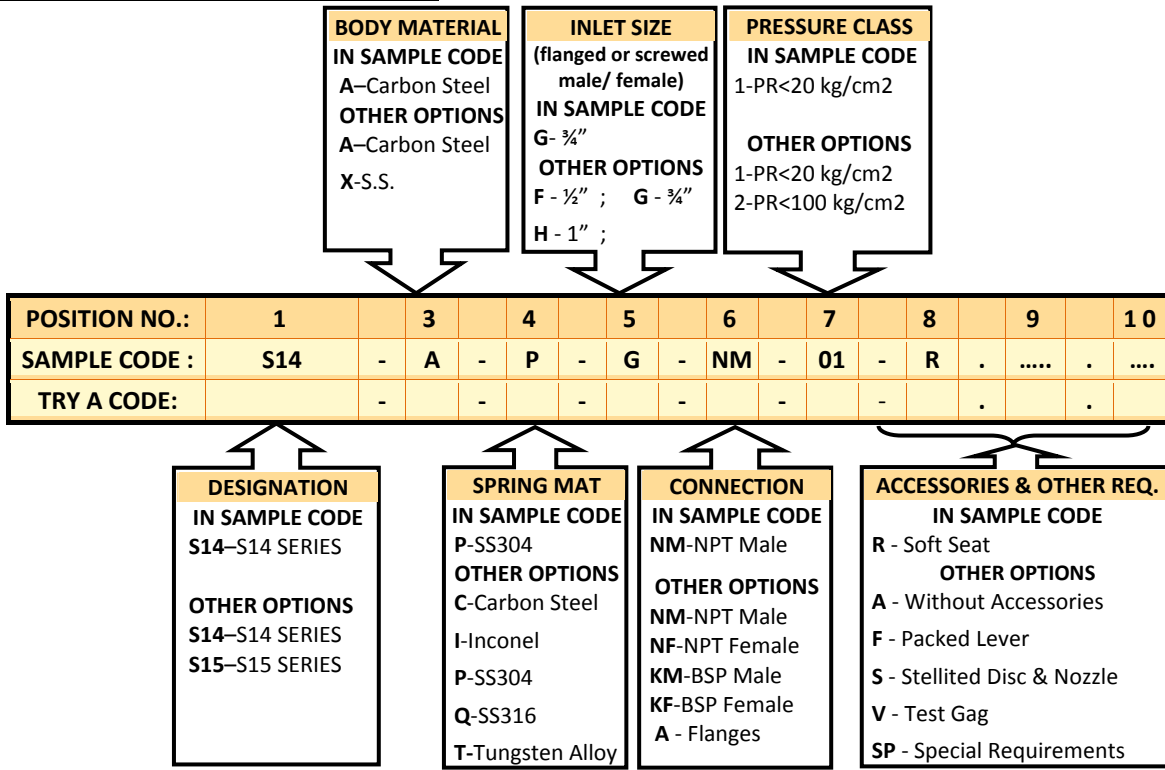 BODY MATERIAL
IN SAMPLE CODE
A–Carbon Steel
OTHER OPTIONS
A–Carbon Steel
X-S.S.
INLET SIZE
(flanged or screwed
male/ female)
IN SAMPLE CODE
G- ¾”
OTHER OPTIONS
F - ½” ; G - ¾”
H - 1” ;
PRESSURE CLASS
IN SAMPLE CODE
1-PR<20 kg/cm2
OTHER OPTIONS
1-PR<20 kg/cm2
2-PR<100 kg/cm2
POSITION NO.: 1 3 4 5 6 7 8 9 10
SAMPLE CODE : S14 - A - P - G - NM - 01 - R . ..... . ....
TRY A CODE: - - - - - - . .
DESIGNATION
IN SAMPLE CODE
S14–S14 SERIES
OTHER OPTIONS
S14–S14 SERIES
S15–S15 SERIES
SPRING MAT
IN SAMPLE CODE
P-SS304
OTHER OPTIONS
C-Carbon Steel
I-Inconel
P-SS304
Q-SS316
T-Tungsten Alloy
CONNECTION
IN SAMPLE CODE
NM-NPT Male
OTHER OPTIONS
NM-NPT Male
NF-NPT Female
KM-BSP Male
KF-BSP Female
A - Flanges
ACCESSORIES & OTHER REQ.
IN SAMPLE CODE
R - Soft Seat
OTHER OPTIONS
A - Without Accessories
F - Packed Lever
S - Stellited Disc & Nozzle
V - Test Gag
SP - Special Requirements